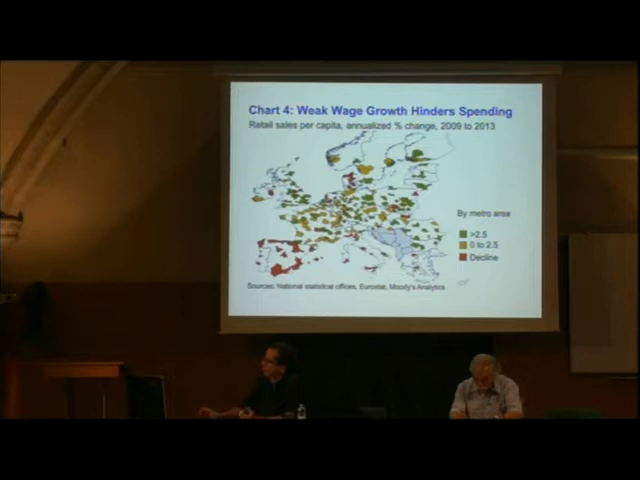 Chart 4: Weak Wage Growth Hinders Spending
Retail sales per capita, annualized % change, 2009 to 2013
By metro area
>2.5
0 to 2.5
Decline
Sources: National statistical offices, Eurostat, Moody's Analytics